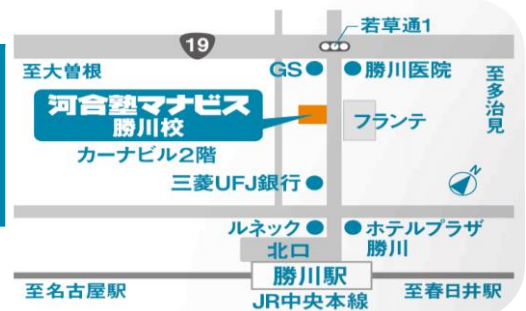 若草通1
19
至大曽根
GS
勝川医院
至多治見
河合塾マナビス
勝川校
フランテ
カーナビル2階
N
三菱UFJ銀行
ルネック
ホテルプラザ
勝川
北口
勝川駅
至名古屋駅
JR中央本線
至春日井駅